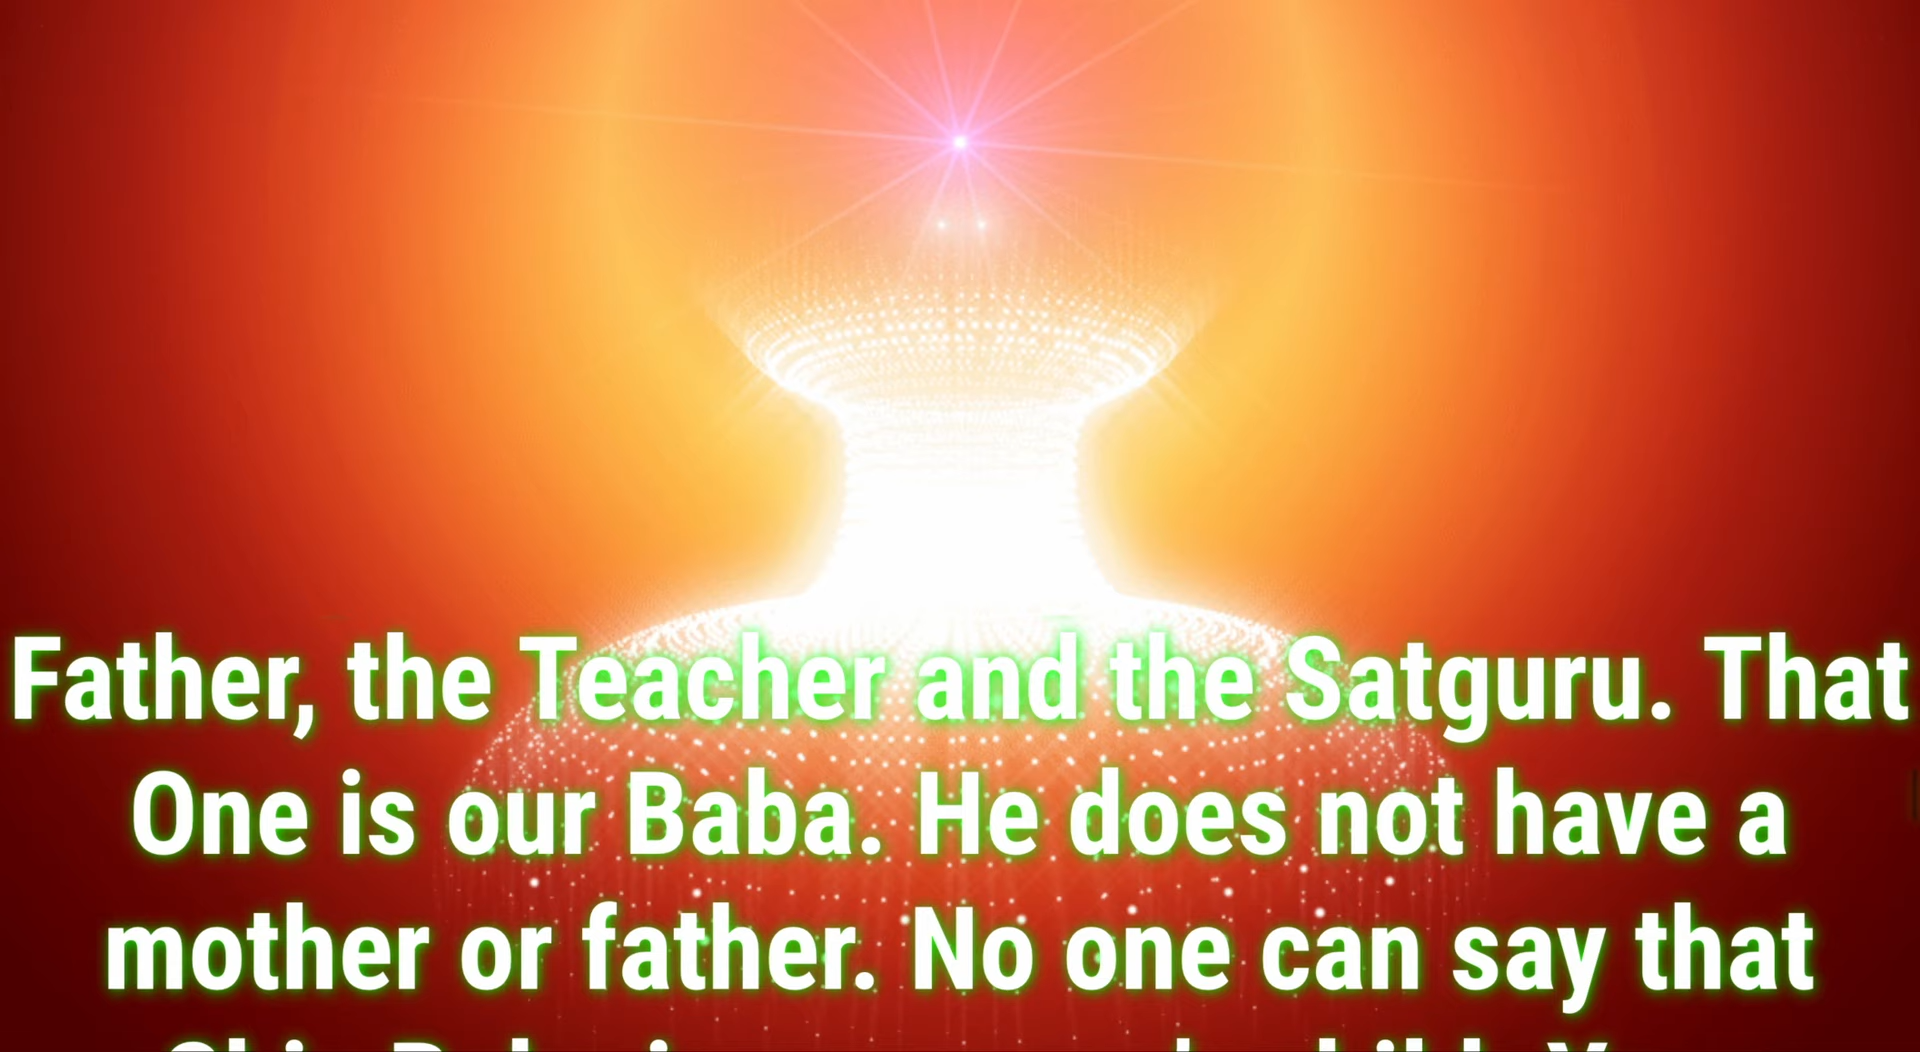 Father, the Teacher and the Satguru. That
One is our Baba. He does not have a
mother or father. No one can say that